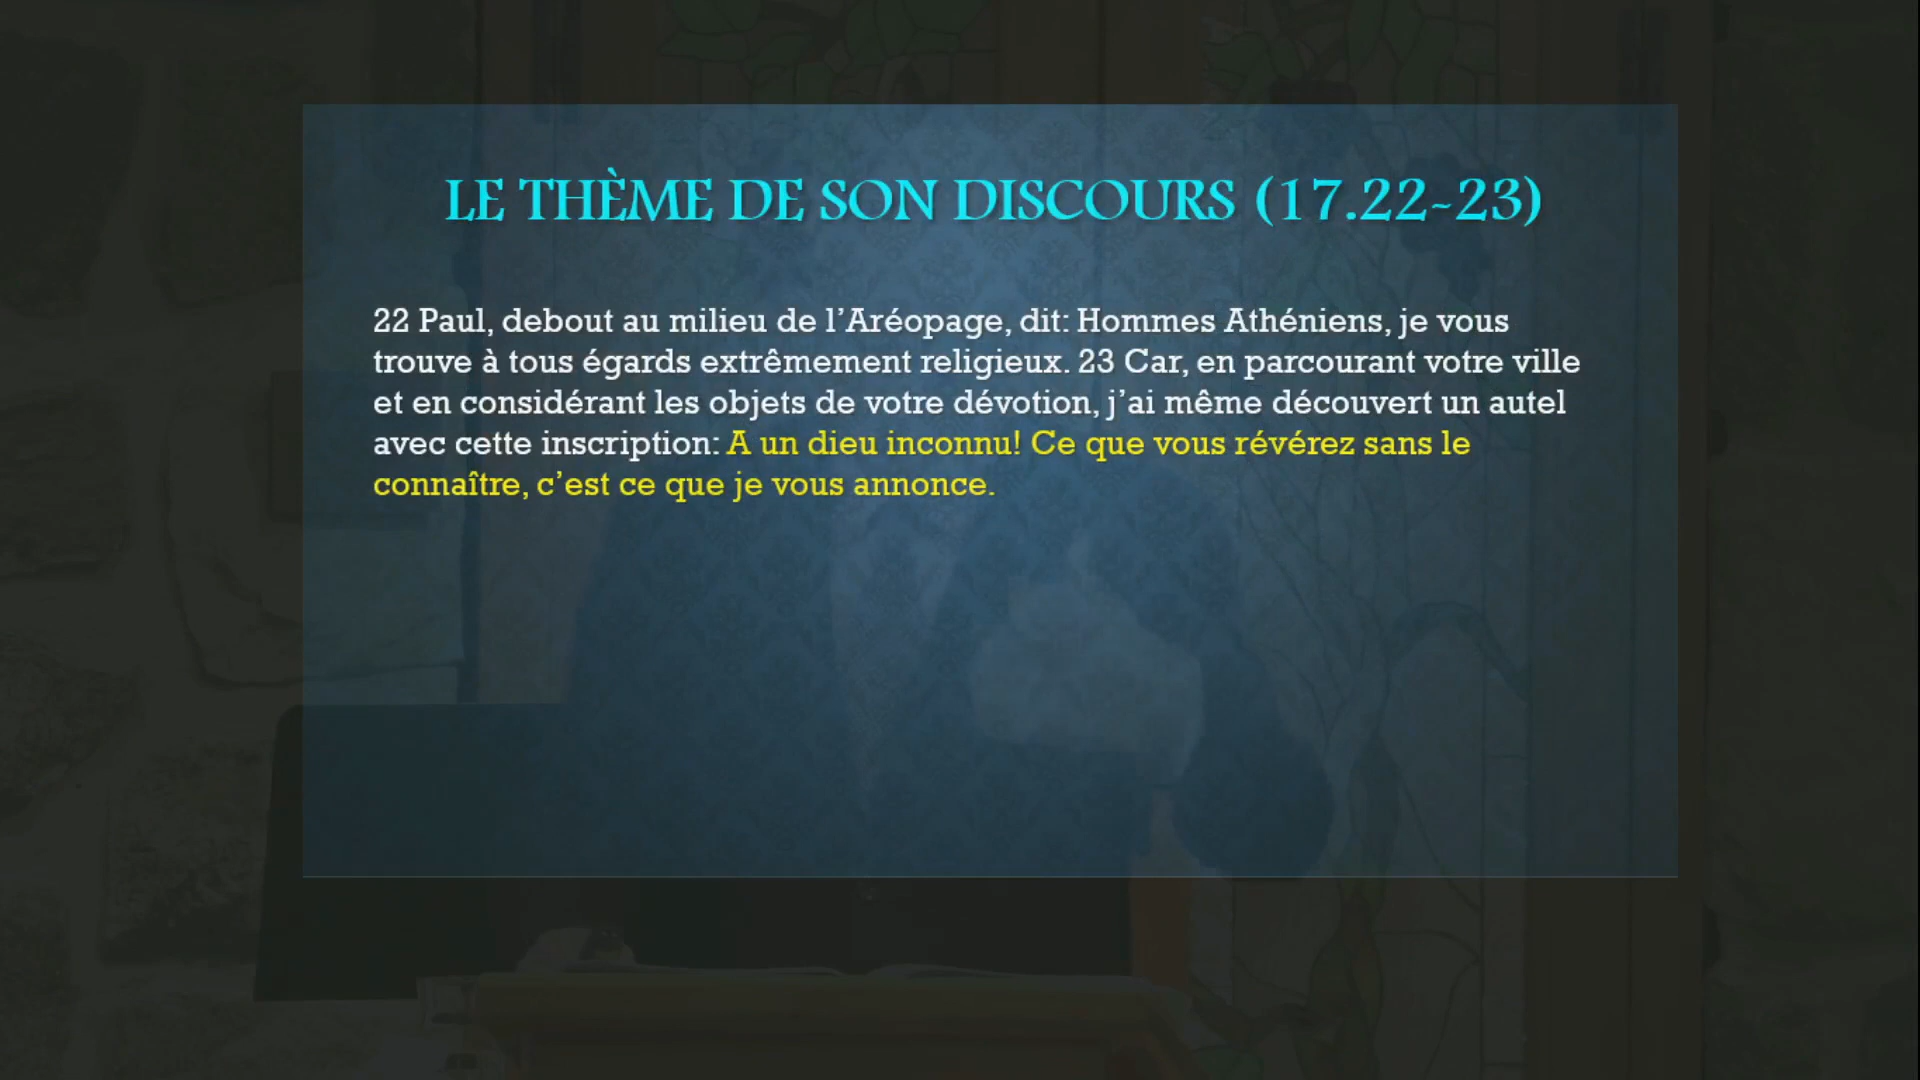 LE THÈME DE SON DISCOURS (17.22-23)
22 Paul, debout au milieu de l’Aréopage, dit: Hommes Athéniens, je vous
trouve à tous égards extrêmement religieux. 23 Car, en parcourant votre ville
et en considérant les objets de votre dévotion, j’ai même découvert un autel
avec cette inscription: A un dieu inconnu! Ce que vous révérez sans le
connaître, c’est ce que je vous annonce.